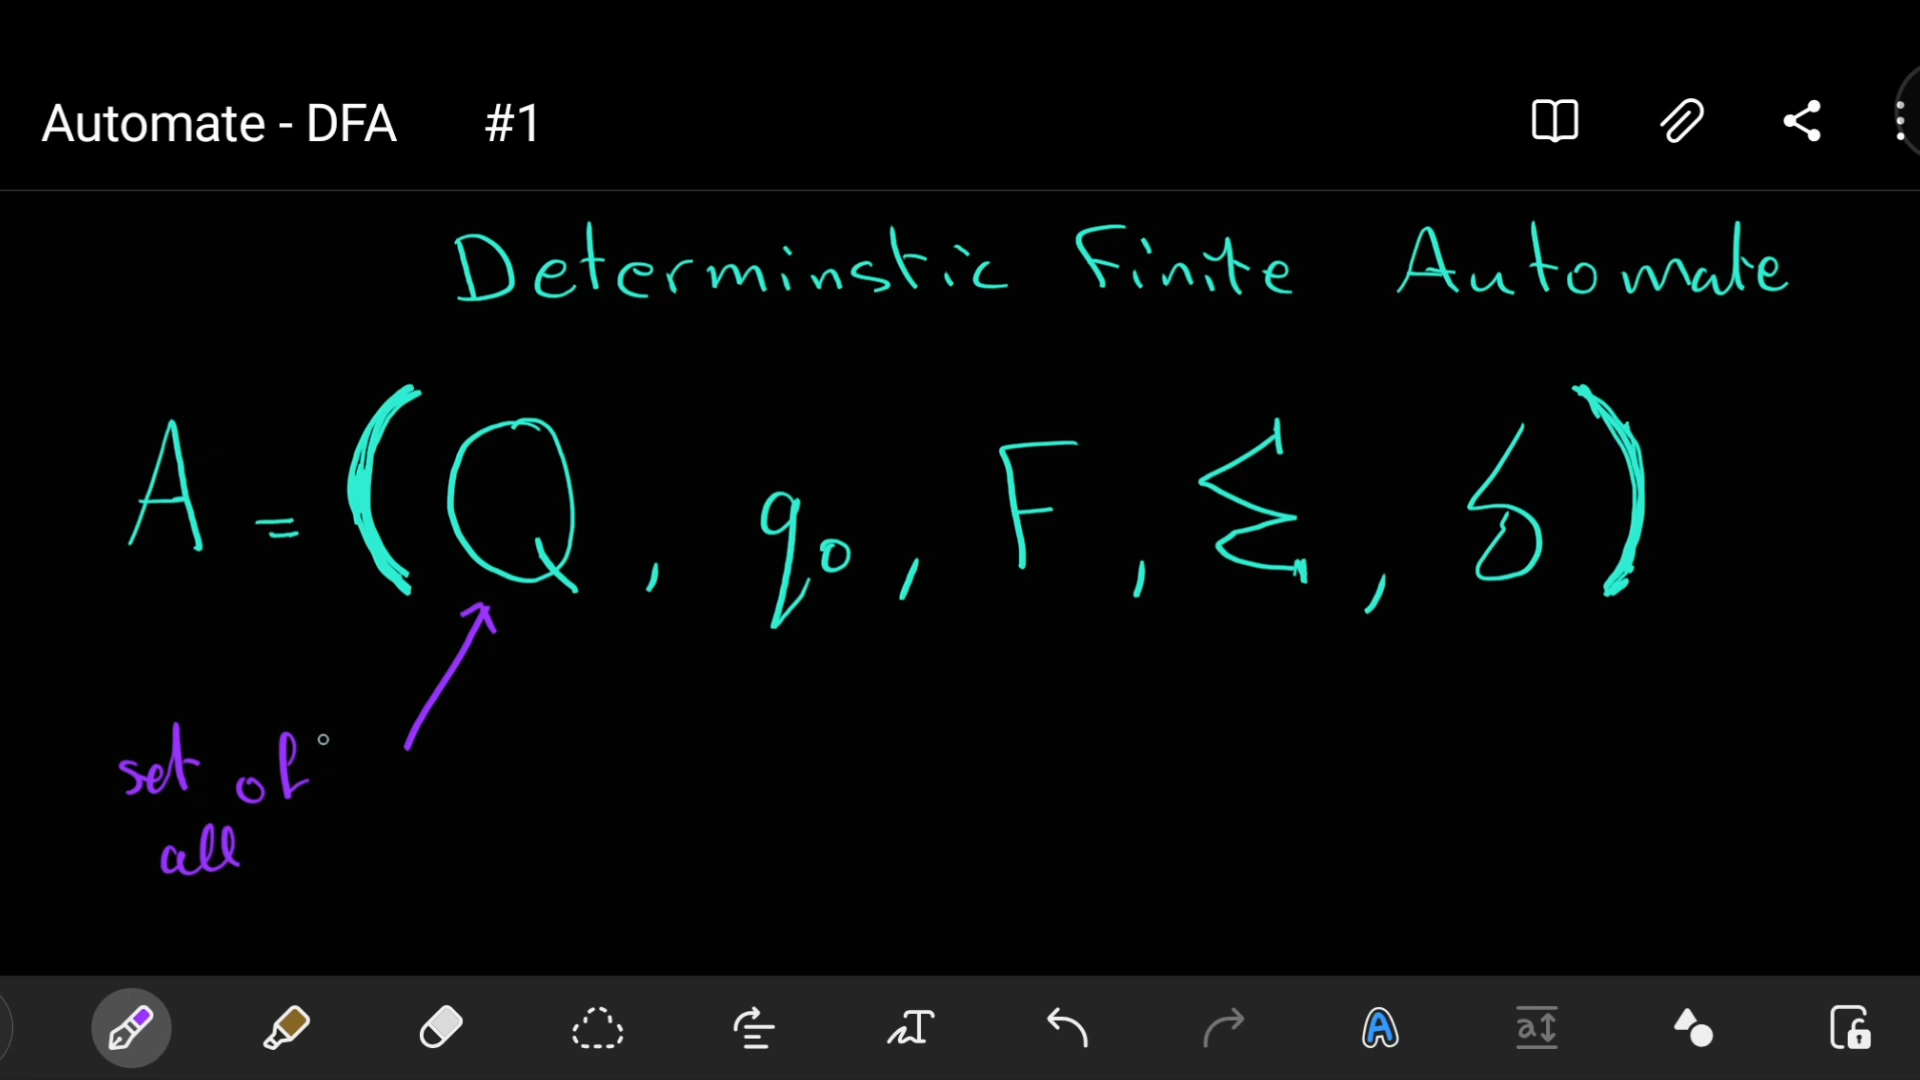 Automate - DFA #1
Determinstic Finite Automate
A = (Q, q₀, F, Σ, δ)
set of
all